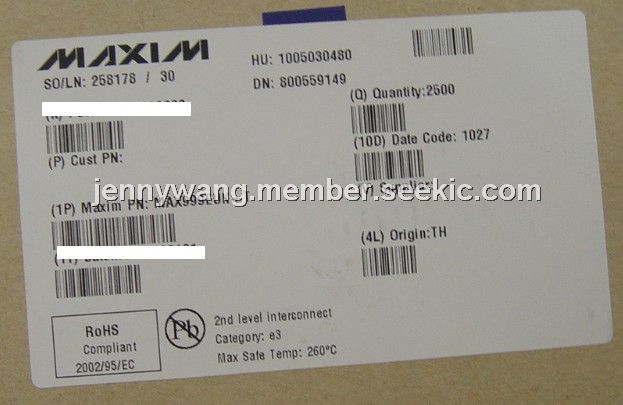 MAXIM
HU: 1005030480
SO/LN: 258178 / 30
DN: 800559149
(Q) Quantity:2500
(10D) Date Code: 1027
(P) Cust PN:
jennywang.member.seekic.com
(1P) Maxim PN:
(4L) Origin:TH
RoHS
Compliant
2002/95/EC
Pb
2nd level interconnect
Category: e3
Max Safe Temp: 260°C